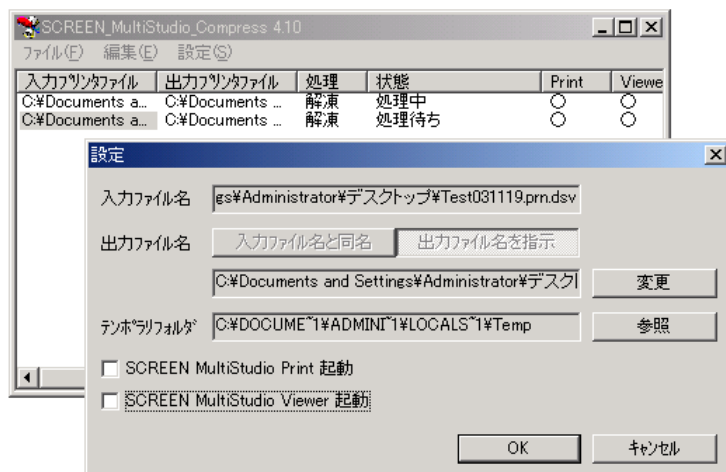 SCREEN_MultiStudio_Compress 4.10
ファイル(F) 編集(E) 設定(S)
入力プリンタファイル 出力プリンタファイル 処理 状態 Print Viewe
C:¥Documents a... C:¥Documents ... 解凍 処理中 ○ ○
C:¥Documents a... C:¥Documents ... 解凍 処理待ち ○ ○
設定
入力ファイル名 gs¥Administrator¥デスクトップ¥Test031119.prn.dsv
出力ファイル名 入力ファイル名と同名 出力ファイル名を指示
C:¥Documents and Settings¥Administrator¥デスク 変更
テンポラリフォルダ C:¥DOCUME~1¥ADMINI~1¥LOCALS~1¥Temp 参照
SCREEN MultiStudio Print 起動
SCREEN MultiStudio Viewer 起動
OK キャンセル